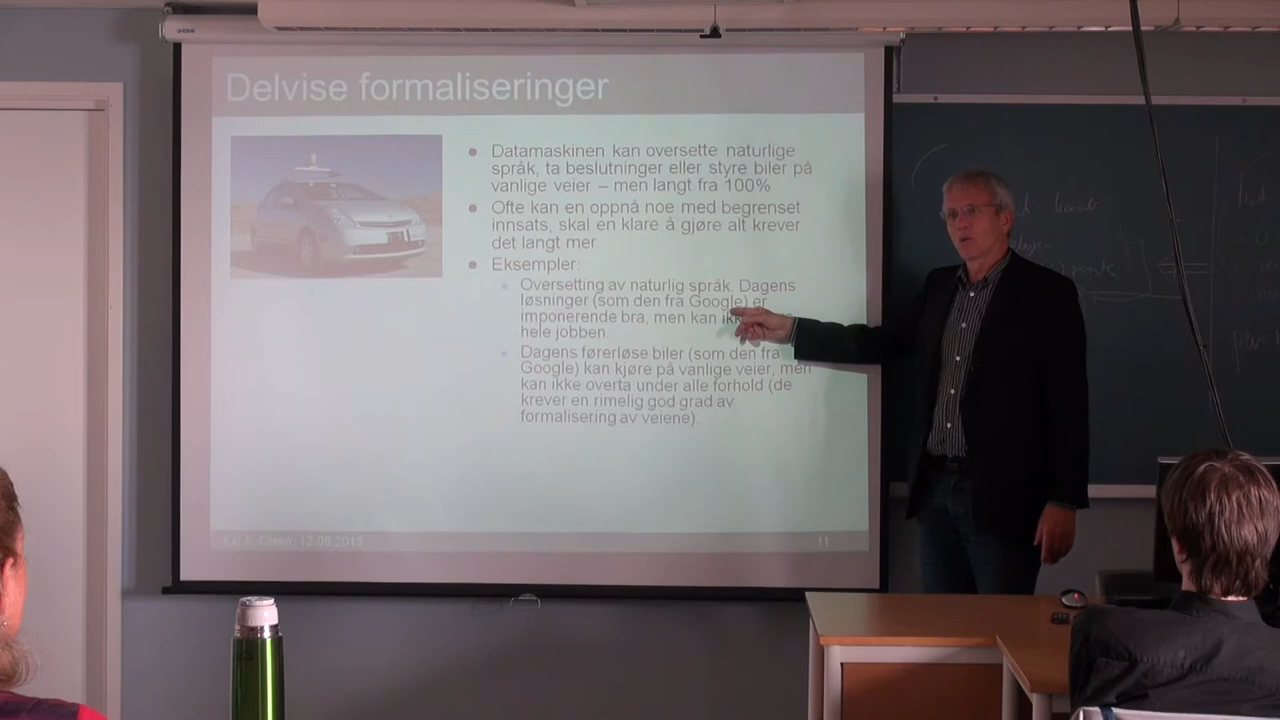 Delvise formaliseringer
Datamaskinen kan oversette naturlige
språk, ta beslutninger eller styre biler på
vanlige veier – men langt fra 100%
Ofte kan en oppnå noe med begrenset
innsats, skal en klare å gjøre alt krever
det langt mer.
Eksempler:
Oversetting av naturlig språk. Dagens
løsninger (som den fra Google) er
imponerende bra, men kan
hele jobben.
Dagens førerløse biler (som den fra
Google) kan kjøre på vanlige veier, men
kan ikke overta under alle forhold (de
krever en rimelig god grad av
formalisering av veiene).
Kai A. Olsen, 12.09.2013
11
bank